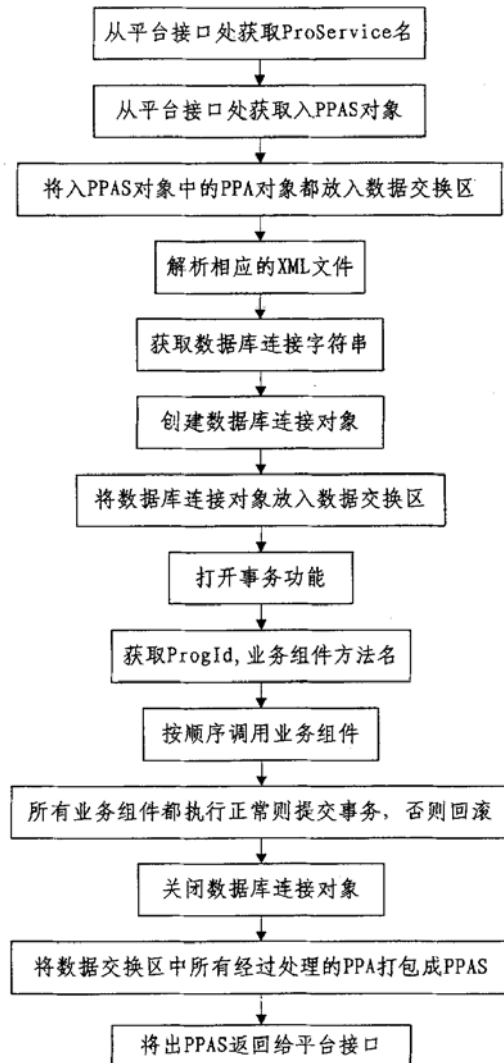 从平台接口处获取ProService名
从平台接口处获取入PPAS对象
将入PPAS对象中的PPA对象都放入数据交换区
解析相应的XML文件
获取数据库连接字符串
创建数据库连接对象
将数据库连接对象放入数据交换区
打开事务功能
获取ProgId,业务组件方法名
按顺序调用业务组件
所有业务组件都执行正常则提交事务，否则回滚
关闭数据库连接对象
将数据交换区中所有经过处理的PPA打包成PPAS
将出PPAS返回给平台接口